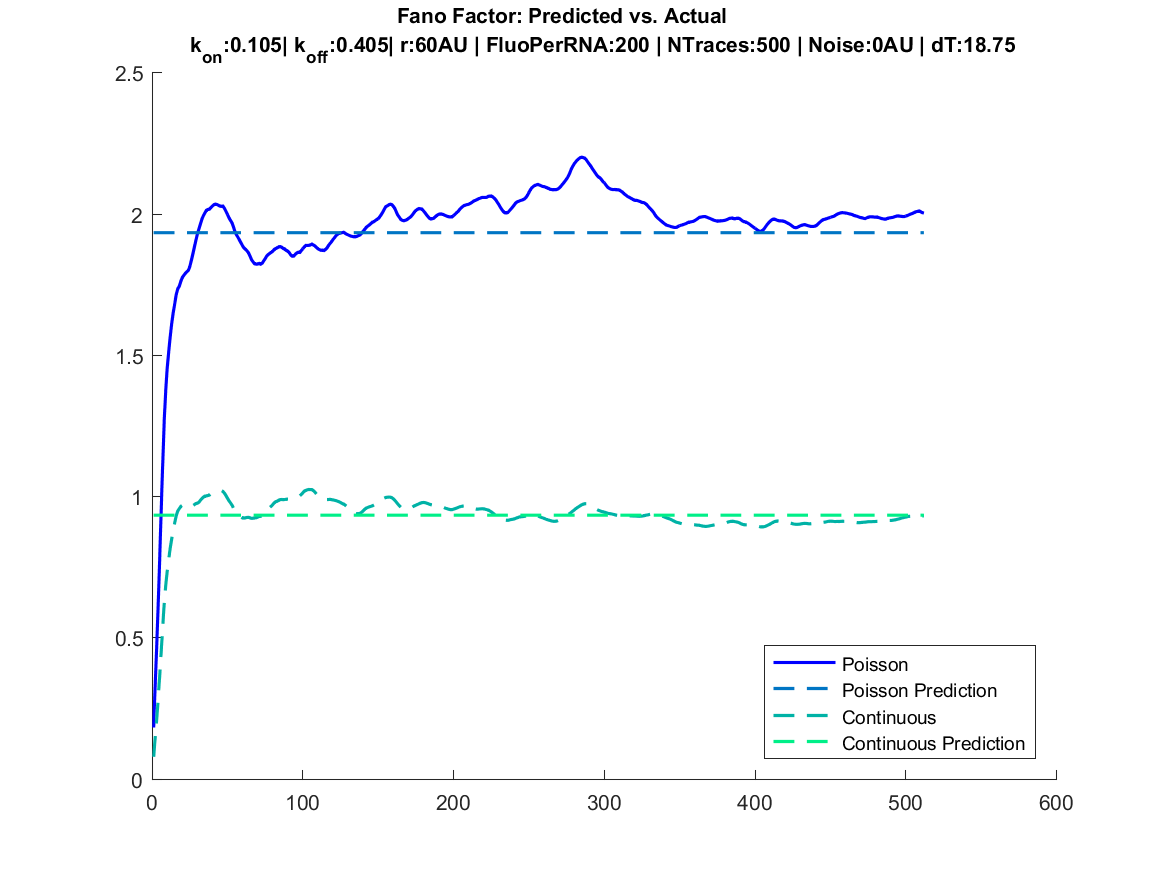 Fano Factor: Predicted vs. Actual
k_on:0.105| k_off:0.405| r:60AU | FluoPerRNA:200 | NTraces:500 | Noise:0AU | dT:18.75
2.5
2
1.5
1
0.5
0
0 100 200 300 400 500 600
Poisson
Poisson Prediction
Continuous
Continuous Prediction